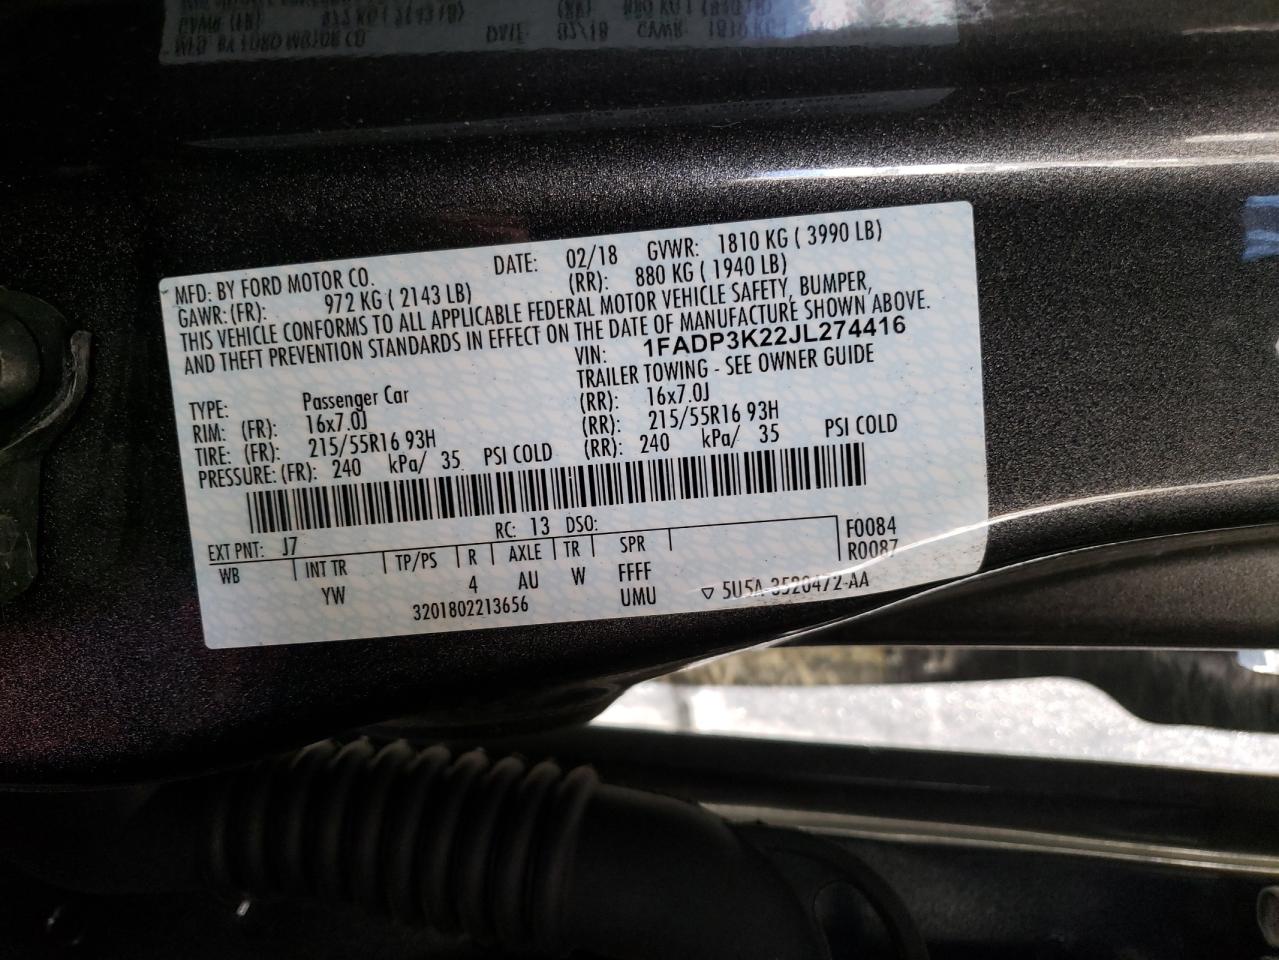 MFD. BY FORD MOTOR CO. DATE: 02/18 GVWR: 1810 KG ( 3990 LB)
GAWR: (FR): 972 KG ( 2143 LB) (RR): 880 KG ( 1940 LB)
THIS VEHICLE CONFORMS TO ALL APPLICABLE FEDERAL MOTOR VEHICLE SAFETY, BUMPER,
AND THEFT PREVENTION STANDARDS IN EFFECT ON THE DATE OF MANUFACTURE SHOWN ABOVE.
VIN: 1FADP3K22JL274416
TYPE: Passenger Car TRAILER TOWING - SEE OWNER GUIDE
RIM: (FR): 16x7.0J (RR): 16x7.0J
TIRE: (FR): 215/55R16 93H (RR): 215/55R16 93H
PRESSURE: (FR): 240 kPa/ 35 PSI COLD (RR): 240 kPa/ 35 PSI COLD
EXT PNT: J7 RC: 13 DSO: F0084
WB INT TR TP/PS R AXLE TR SPR R0087
YW 4 AU W FFFF
3201802213656 UMU ▽ 5U5A-3520472-AA